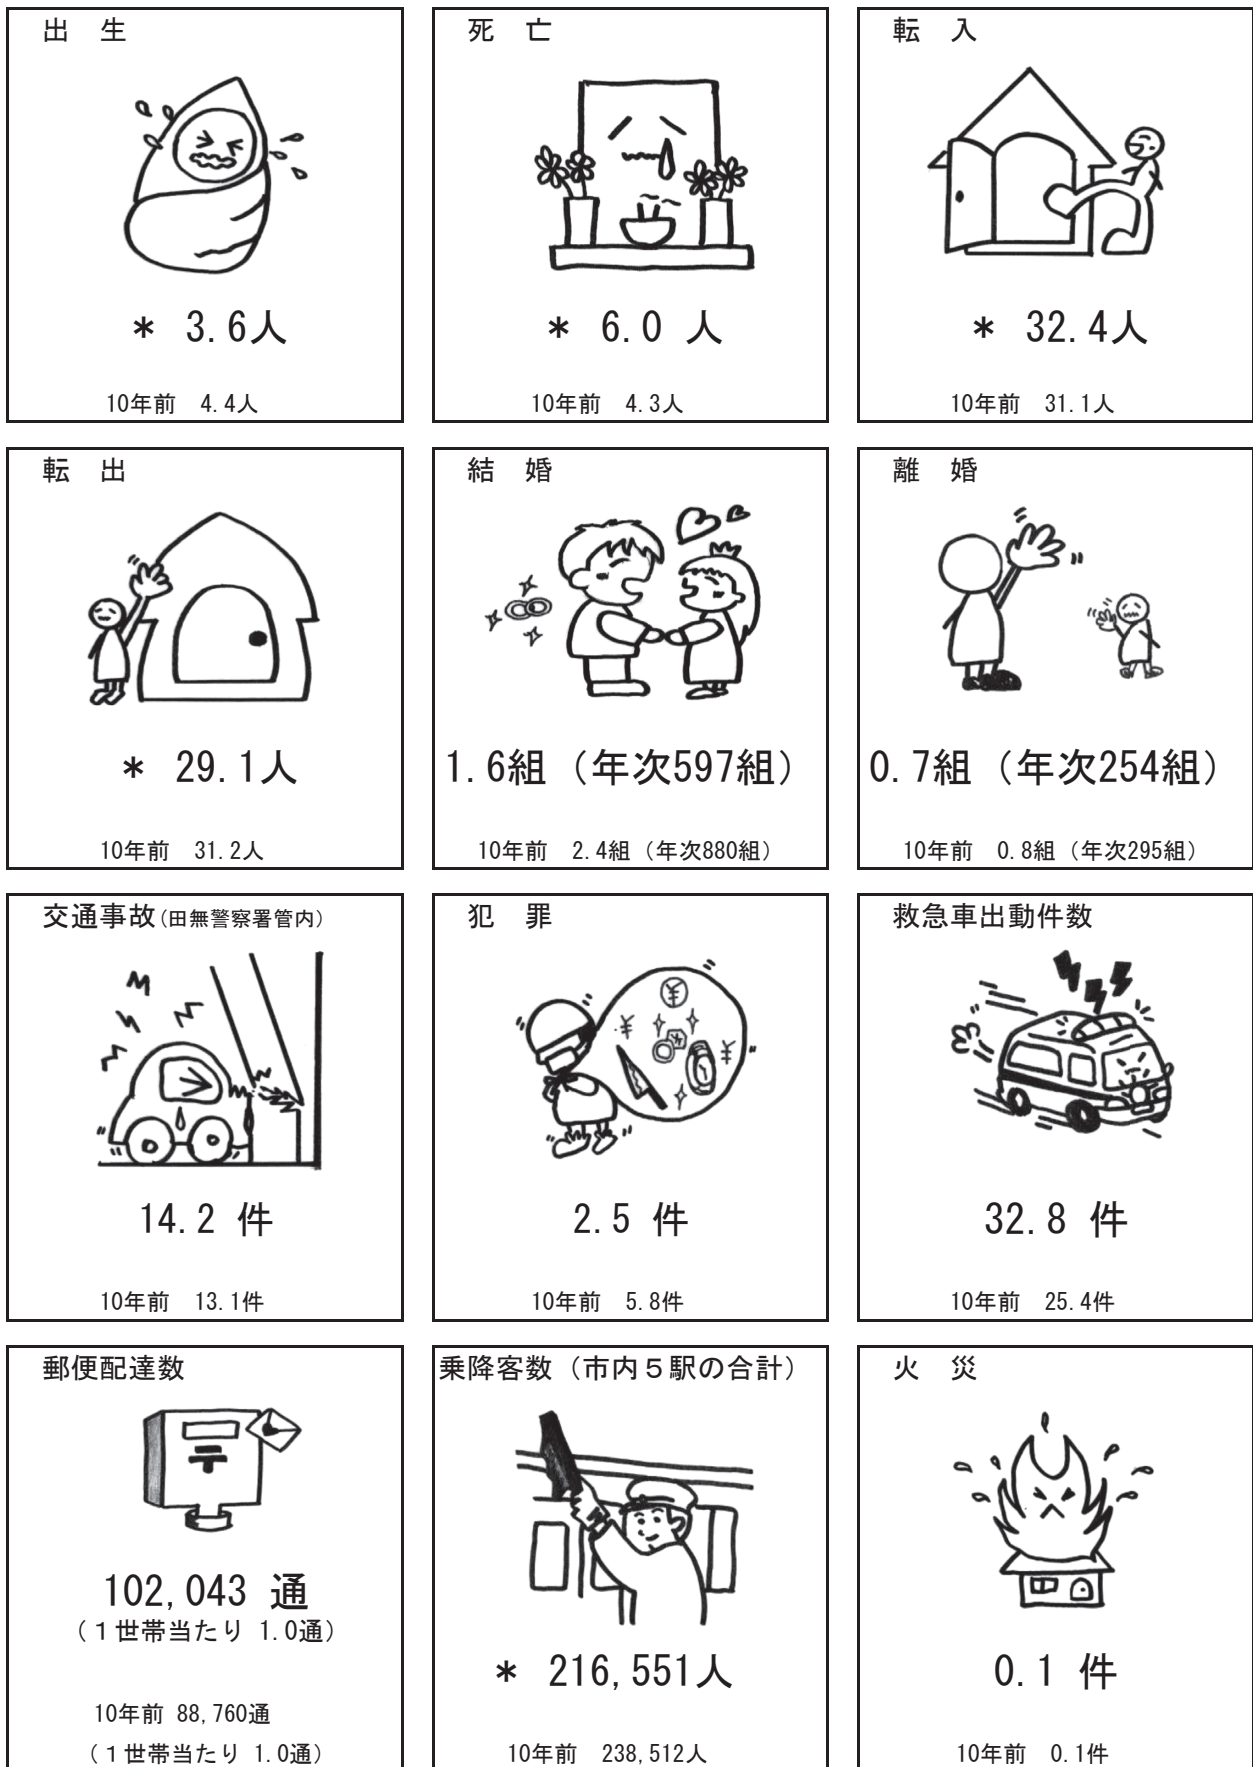 出　生
* 3.6人
10年前　4.4人
死　亡
* 6.0 人
10年前　4.3人
転　入
* 32.4人
10年前　31.1人
転　出
* 29.1人
10年前　31.2人
結　婚
1.6組（年次597組）
10年前　2.4組（年次880組）
離　婚
0.7組（年次254組）
10年前　0.8組（年次295組）
交通事故(田無警察署管内)
14.2 件
10年前　13.1件
犯　罪
¥
¥
¥
2.5 件
10年前　5.8件
救急車出動件数
32.8 件
10年前　25.4件
郵便配達数
〒
102,043 通
（１世帯当たり 1.0通）
10年前 88,760通
（１世帯当たり 1.0通）
乗降客数（市内５駅の合計）
* 216,551人
10年前　238,512人
火　災
0.1 件
10年前　0.1件